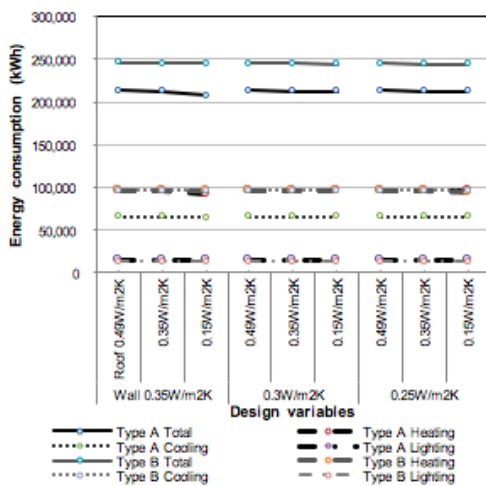 300,000
250,000
200,000
150,000
100,000
50,000
0
Energy consumption (kWh)
Roof 0.49W/m2K
0.35W/m2K
0.15W/m2K
0.49W/m2K
0.35W/m2K
0.15W/m2K
0.49W/m2K
0.35W/m2K
0.15W/m2K
Wall 0.35W/m2K 0.3W/m2K 0.25W/m2K
Design variables
Type A Total Type A Heating
Type A Cooling Type A Lighting
Type B Total Type B Heating
Type B Cooling Type B Lighting